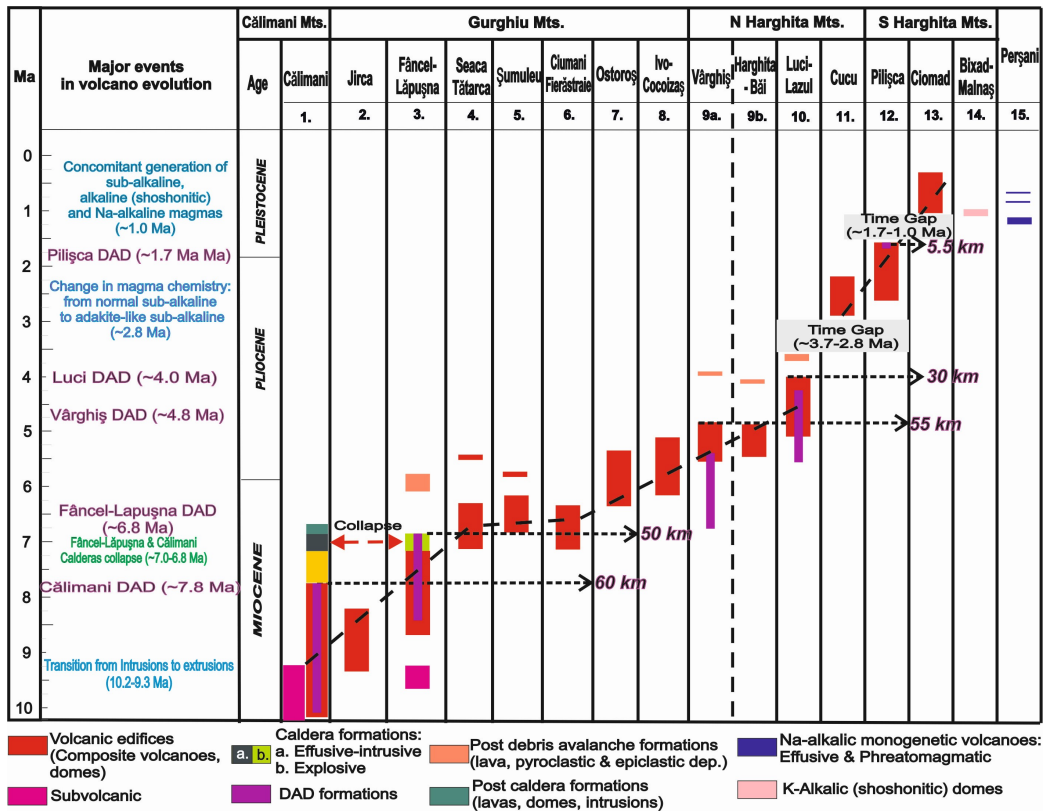 Călimani Mts.
Gurghiu Mts.
N Harghita Mts.
S Harghita Mts.
Ma
Major events
in volcano evolution
Age
Călimani
Jirca
Fâncel-
Lăpuşna
Seaca
Tătarca
Şumuleu
Ciumani
Fierăstraie
Ostoroş
Ivo-
Cocoizaş
Vârghiş
Harghita
- Băi
Luci-
Lazul
Cucu
Pilişca
Ciomad
Bixad-
Malnaş
Perşani
1.
2.
3.
4.
5.
6.
7.
8.
9a.
9b.
10.
11.
12.
13.
14.
15.
0
1
2
3
4
5
6
7
8
9
10
Concomitant generation of
sub-alkaline,
alkaline (shoshonitic)
and Na-alkaline magmas
(~1.0 Ma)
Pilişca DAD (~1.7 Ma Ma)
Change in magma chemistry:
from normal sub-alkaline
to adakite-like sub-alkaline
(~2.8 Ma)
Luci DAD (~4.0 Ma)
Vârghiş DAD (~4.8 Ma)
Fâncel-Lapuşna DAD
(~6.8 Ma)
Fâncel-Lăpuşna & Călimani
Calderas collapse (~7.0-6.8 Ma)
Călimani DAD (~7.8 Ma)
Transition from Intrusions to extrusions
(10.2-9.3 Ma)
PLEISTOCENE
PLIOCENE
MIOCENE
Time Gap
(~1.7-1.0 Ma)
5.5 km
Time Gap
(~3.7-2.8 Ma)
30 km
55 km
Collapse
50 km
60 km
Volcanic edifices
(Composite volcanoes,
domes)
Subvolcanic
Caldera formations:
a. b. a. Effusive-intrusive
b. Explosive
DAD formations
Post debris avalanche formations
(lava, pyroclastic & epiclastic dep.)
Post caldera formations
(lavas, domes, intrusions)
Na-alkalic monogenetic volcanoes:
Effusive & Phreatomagmatic
K-Alkalic (shoshonitic) domes